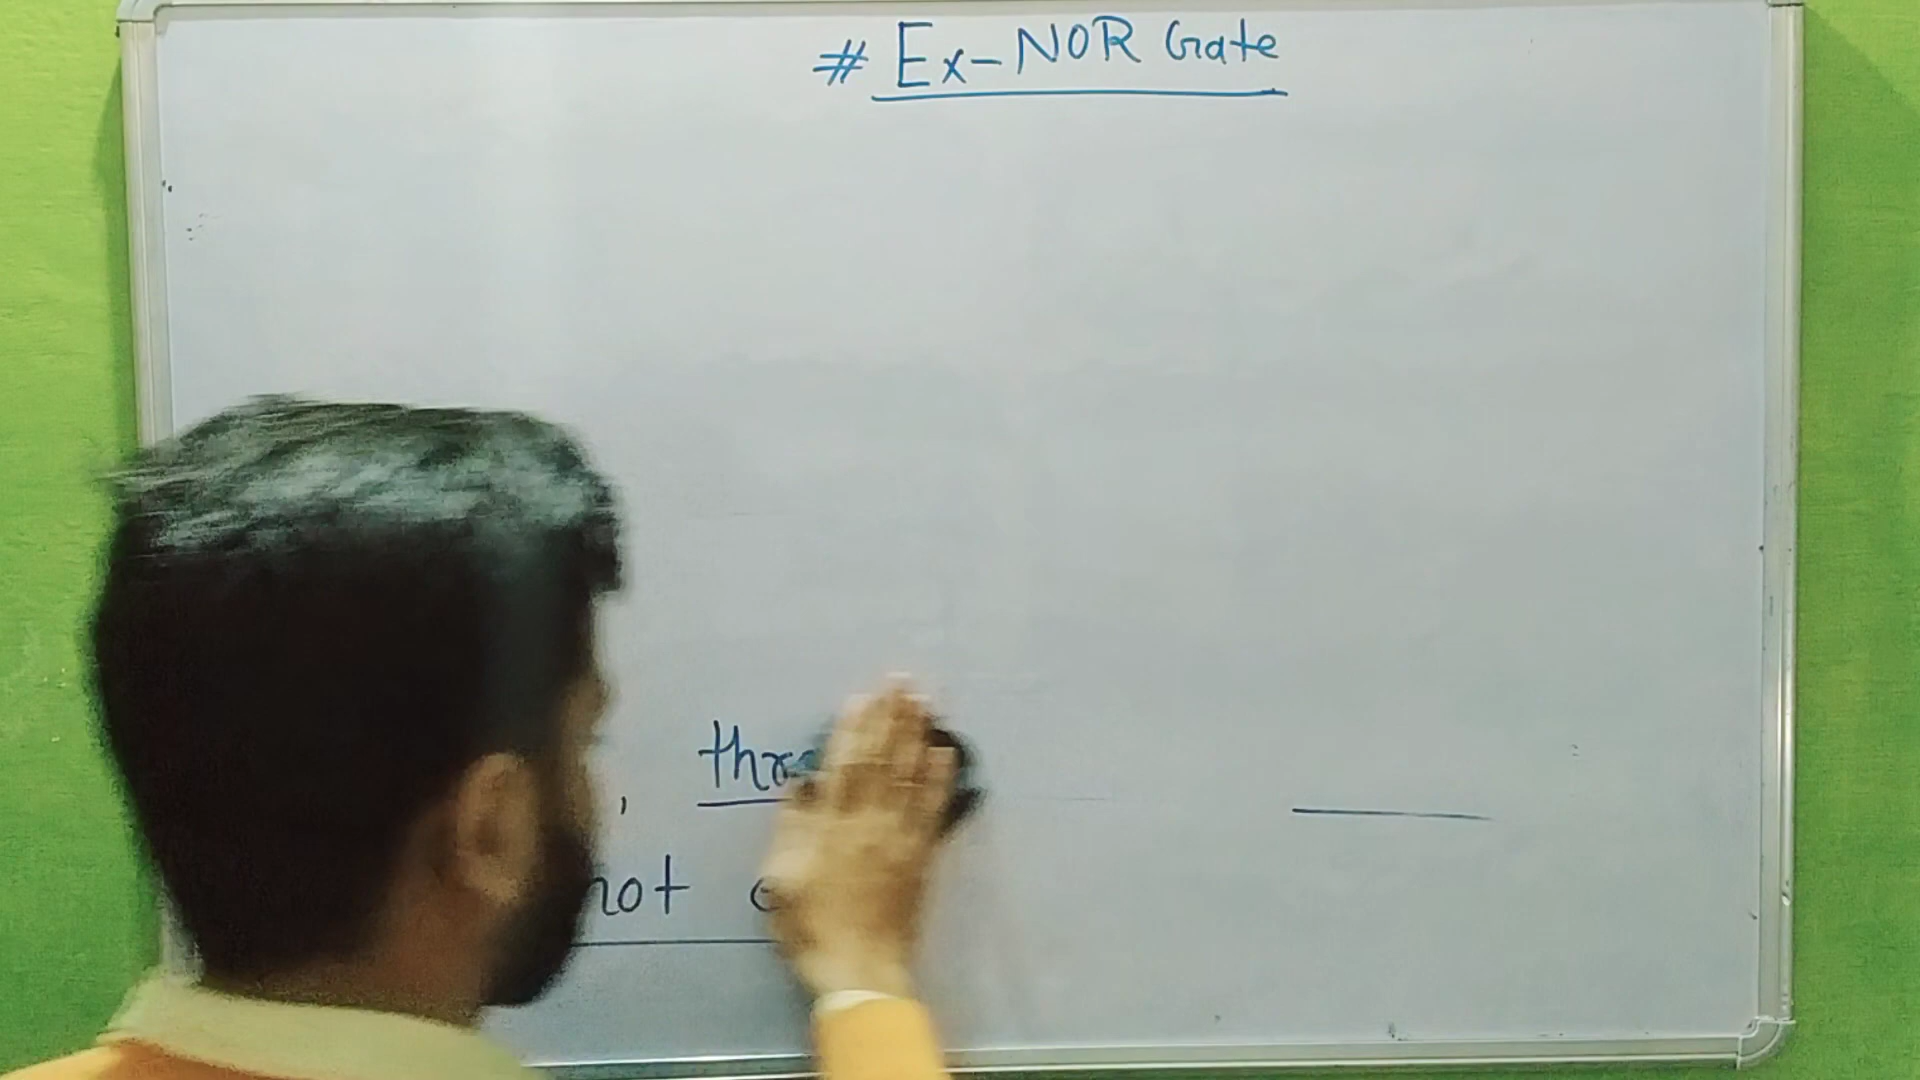 # Ex-NOR Gate
, thr
not